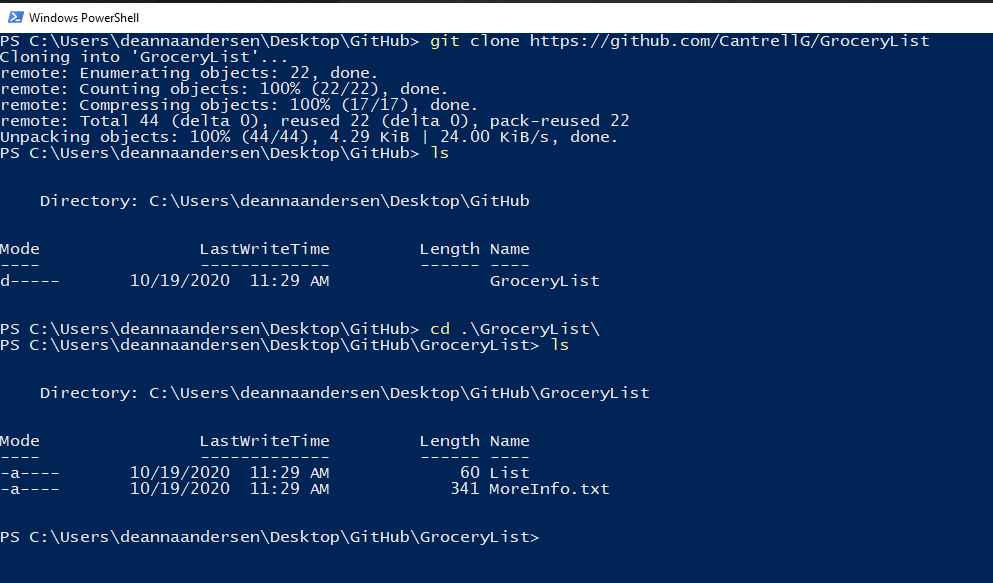 Windows PowerShell
PS C:\Users\deannaandersen\Desktop\GitHub> git clone https://github.com/CantrellG/GroceryList
Cloning into 'GroceryList'...
remote: Enumerating objects: 22, done.
remote: Counting objects: 100% (22/22), done.
remote: Compressing objects: 100% (17/17), done.
remote: Total 44 (delta 0), reused 22 (delta 0), pack-reused 22
Unpacking objects: 100% (44/44), 4.29 KiB | 24.00 KiB/s, done.
PS C:\Users\deannaandersen\Desktop\GitHub> ls
    Directory: C:\Users\deannaandersen\Desktop\GitHub
Mode                LastWriteTime         Length Name
----                -------------         ------ ----
d-----       10/19/2020  11:29 AM                GroceryList
PS C:\Users\deannaandersen\Desktop\GitHub> cd .\GroceryList\
PS C:\Users\deannaandersen\Desktop\GitHub\GroceryList> ls
    Directory: C:\Users\deannaandersen\Desktop\GitHub\GroceryList
Mode                LastWriteTime         Length Name
----                -------------         ------ ----
-a----       10/19/2020  11:29 AM             60 List
-a----       10/19/2020  11:29 AM            341 MoreInfo.txt
PS C:\Users\deannaandersen\Desktop\GitHub\GroceryList>